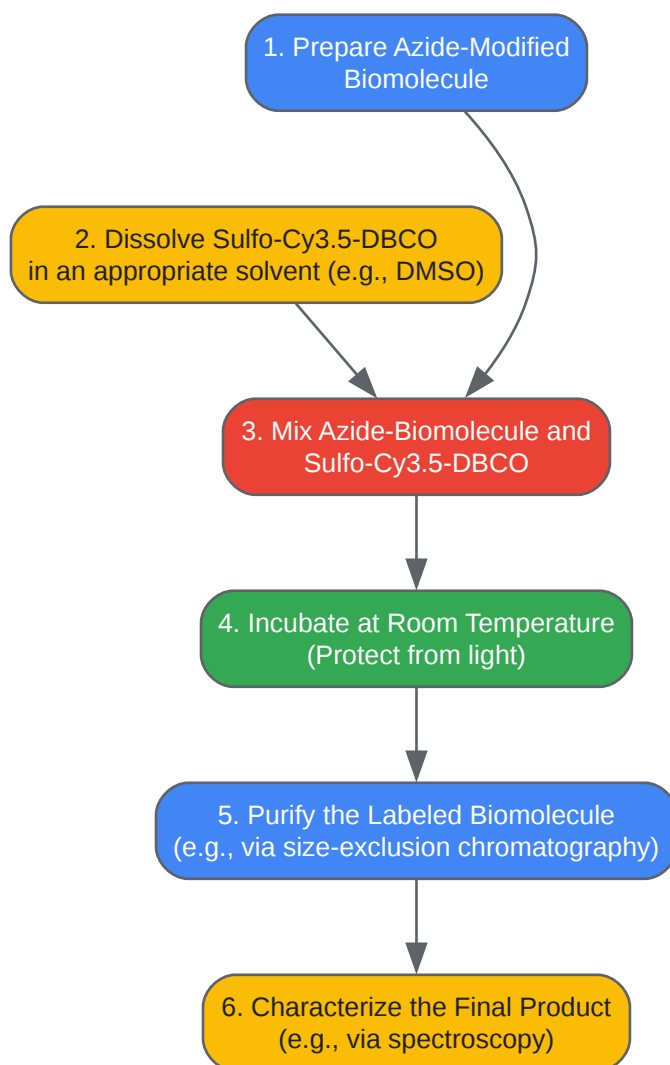 1. Prepare Azide-Modified
Biomolecule
2. Dissolve Sulfo-Cy3.5-DBCO
in an appropriate solvent (e.g., DMSO)
3. Mix Azide-Biomolecule and
Sulfo-Cy3.5-DBCO
4. Incubate at Room Temperature
(Protect from light)
5. Purify the Labeled Biomolecule
(e.g., via size-exclusion chromatography)
6. Characterize the Final Product
(e.g., via spectroscopy)